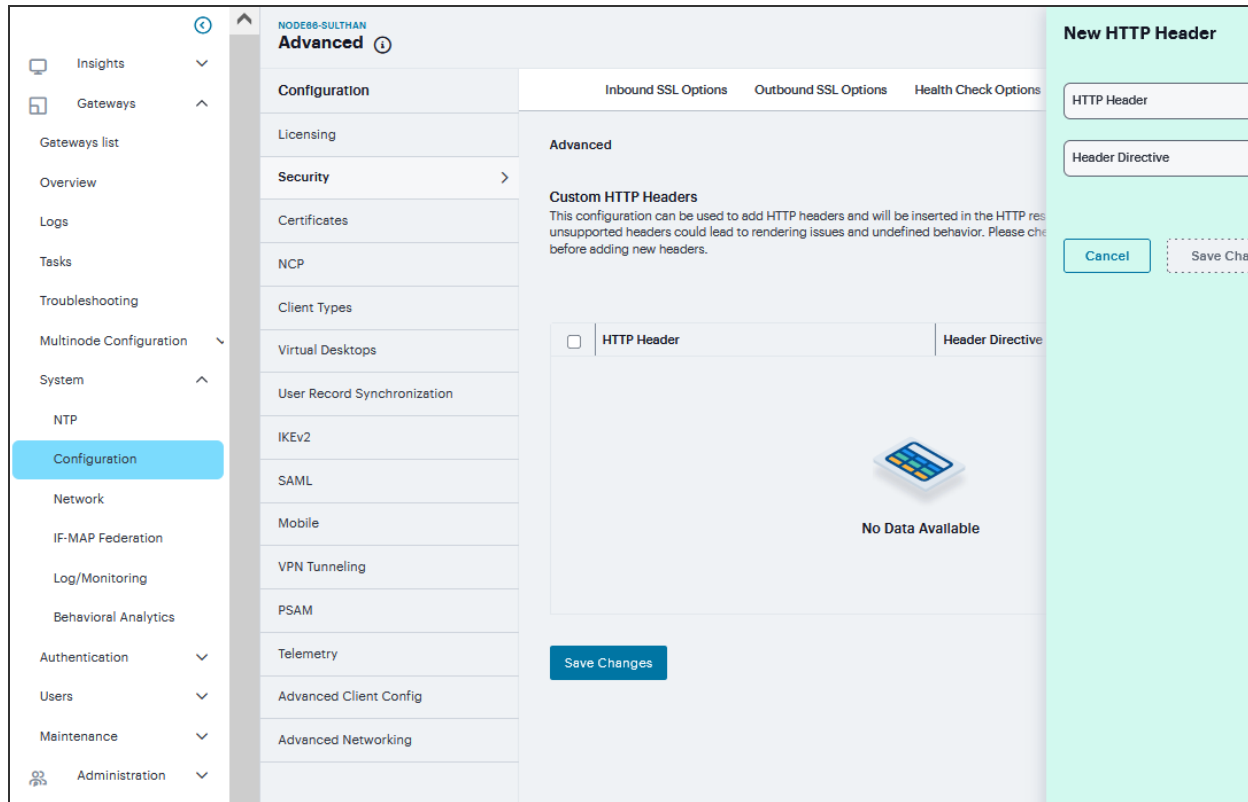 Insights
Gateways
Gateways list
Overview
Logs
Tasks
Troubleshooting
Multinode Configuration
System
NTP
Configuration
Network
IF-MAP Federation
Log/Monitoring
Behavioral Analytics
Authentication
Users
Maintenance
Administration
NODE66-SULTHAN
Advanced
Configuration
Licensing
Security
Certificates
NCP
Client Types
Virtual Desktops
User Record Synchronization
IKEv2
SAML
Mobile
VPN Tunneling
PSAM
Telemetry
Advanced Client Config
Advanced Networking
Inbound SSL Options Outbound SSL Options Health Check Options
Advanced
Custom HTTP Headers
This configuration can be used to add HTTP headers and will be inserted in the HTTP res
unsupported headers could lead to rendering issues and undefined behavior. Please che
before adding new headers.
HTTP Header Header Directive
No Data Available
Save Changes
New HTTP Header
HTTP Header
Header Directive
Cancel Save Cha